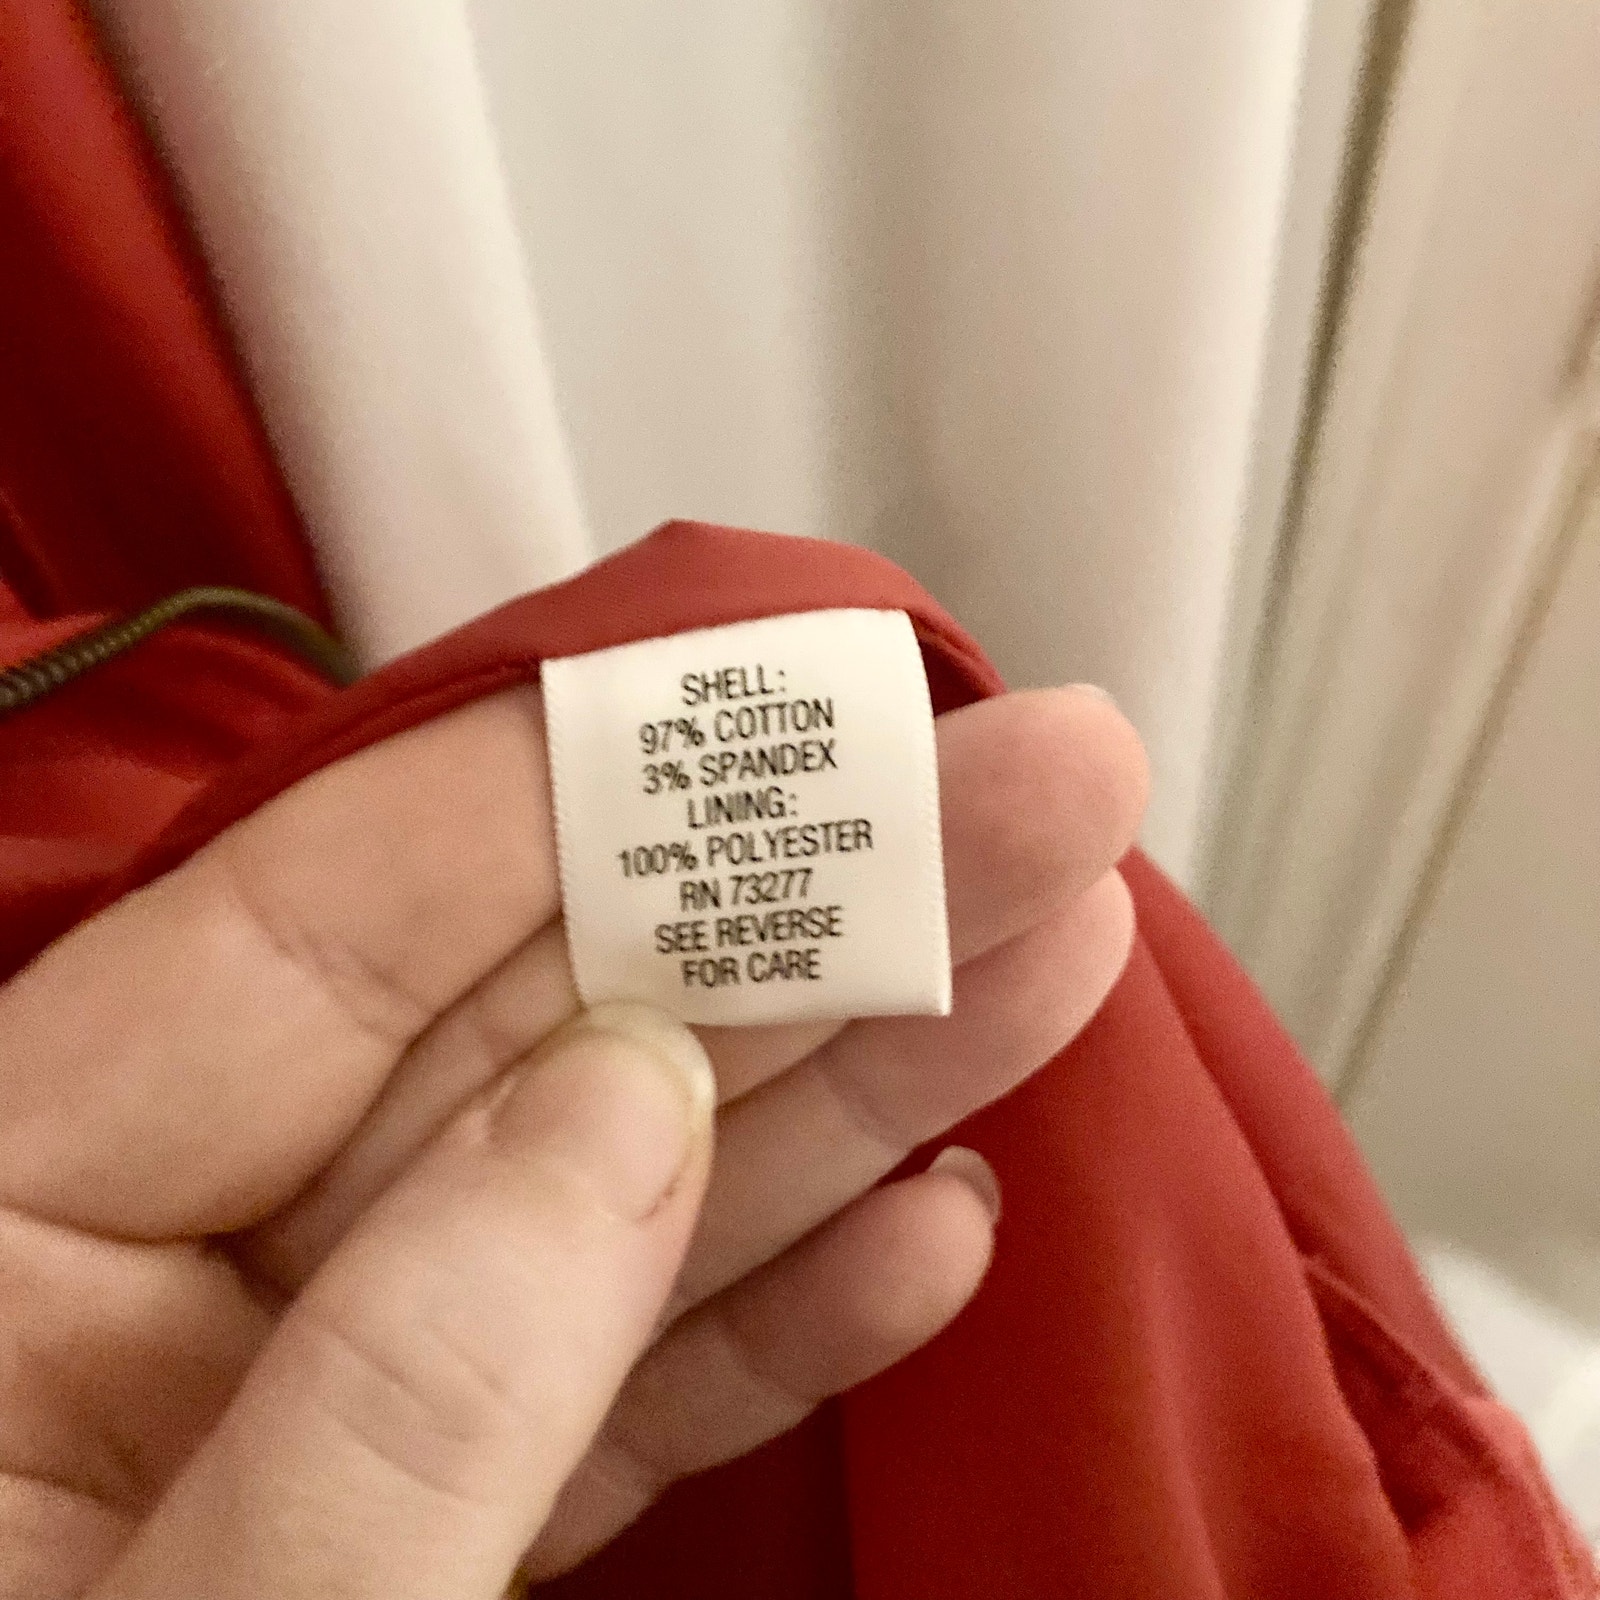 SHELL:
97% COTTON
3% SPANDEX
LINING:
100% POLYESTER
RN 73277
SEE REVERSE
FOR CARE